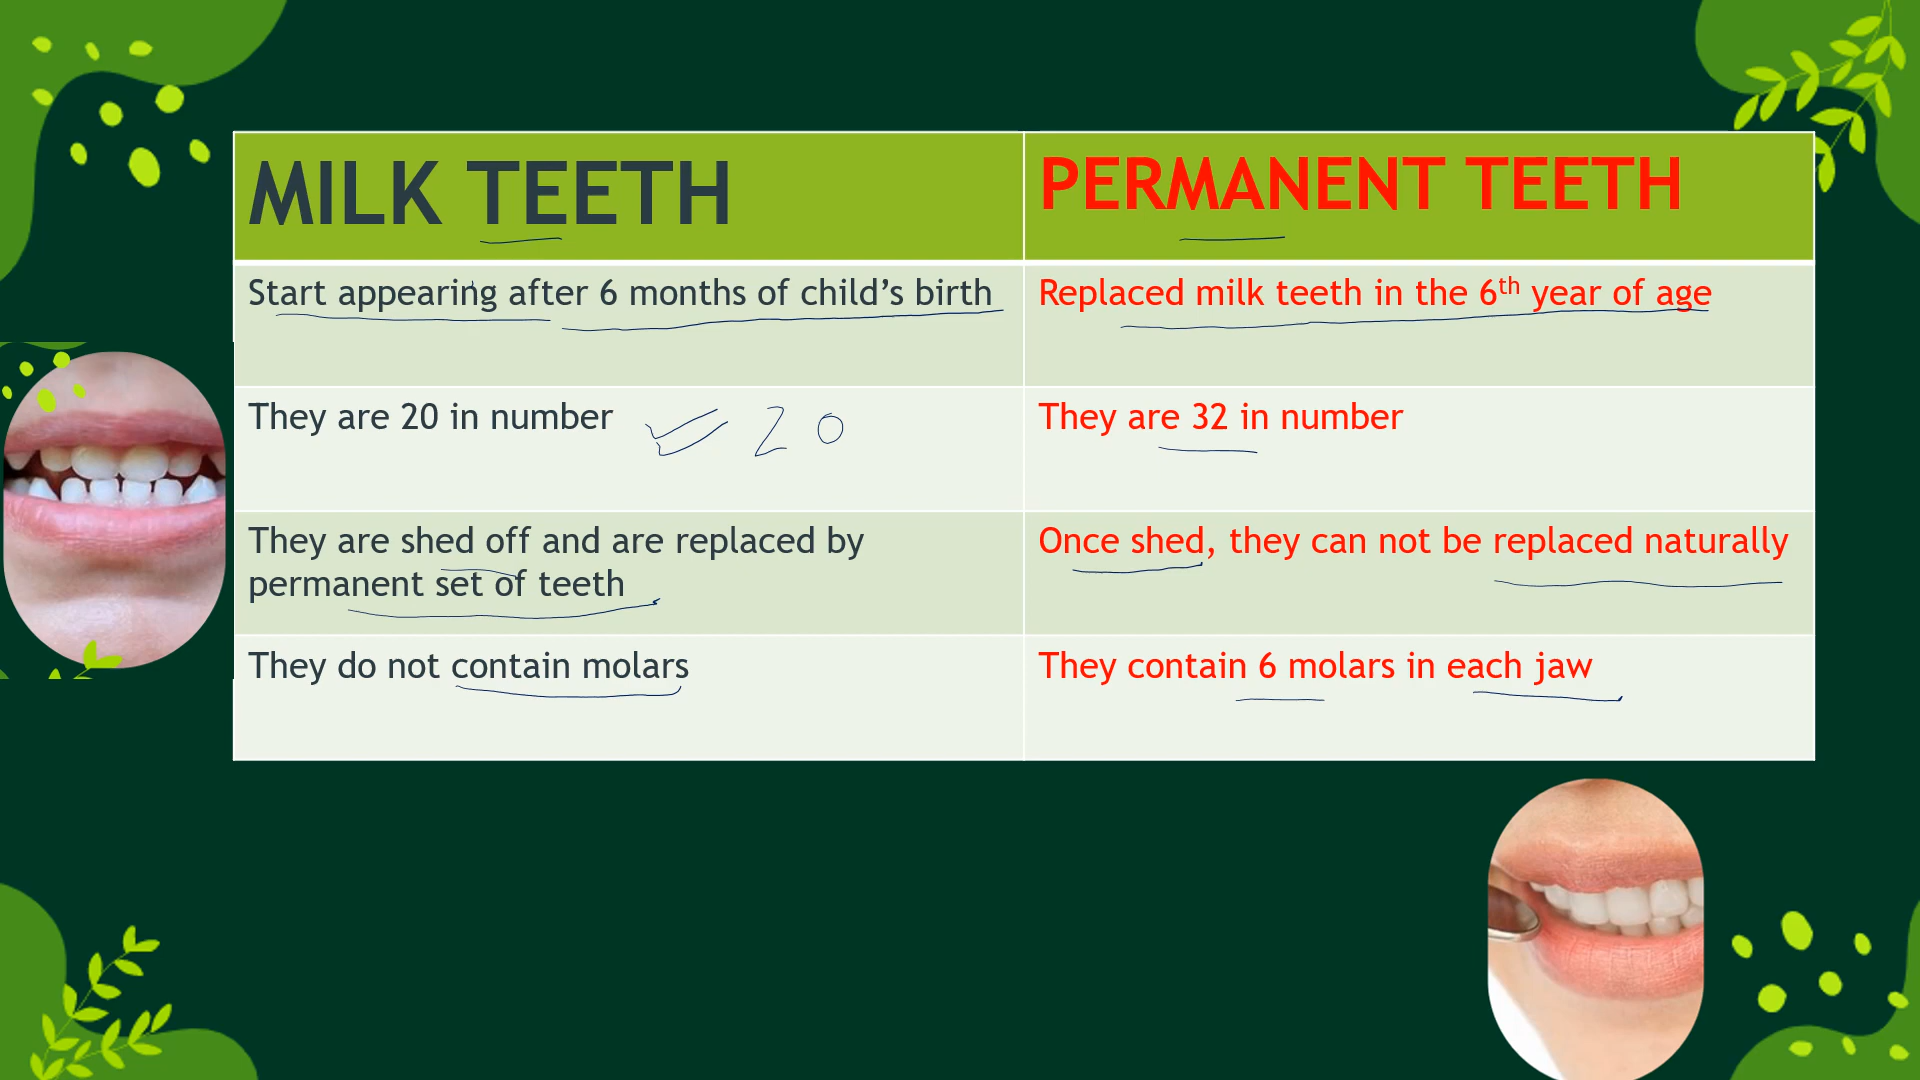 MILK TEETH
PERMANENT TEETH
Start appearing after 6 months of child’s birth
Replaced milk teeth in the 6th year of age
They are 20 in number
20
They are 32 in number
They are shed off and are replaced by
permanent set of teeth
Once shed, they can not be replaced naturally
They do not contain molars
They contain 6 molars in each jaw